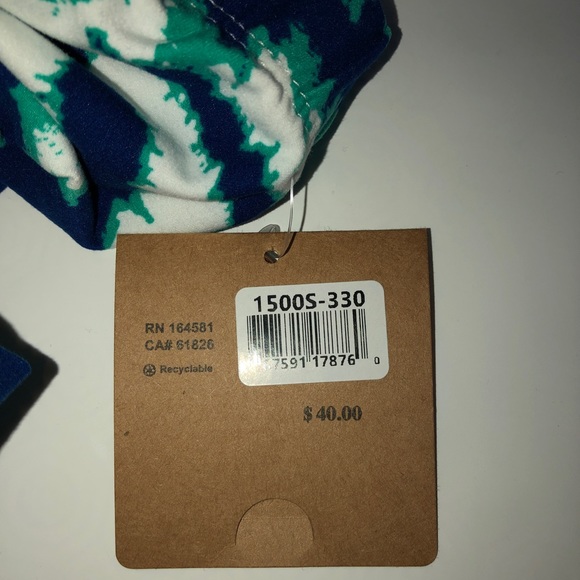 1500S-330
7591 17876 0
RN 164581
CA# 61826
Recyclable
$ 40.00